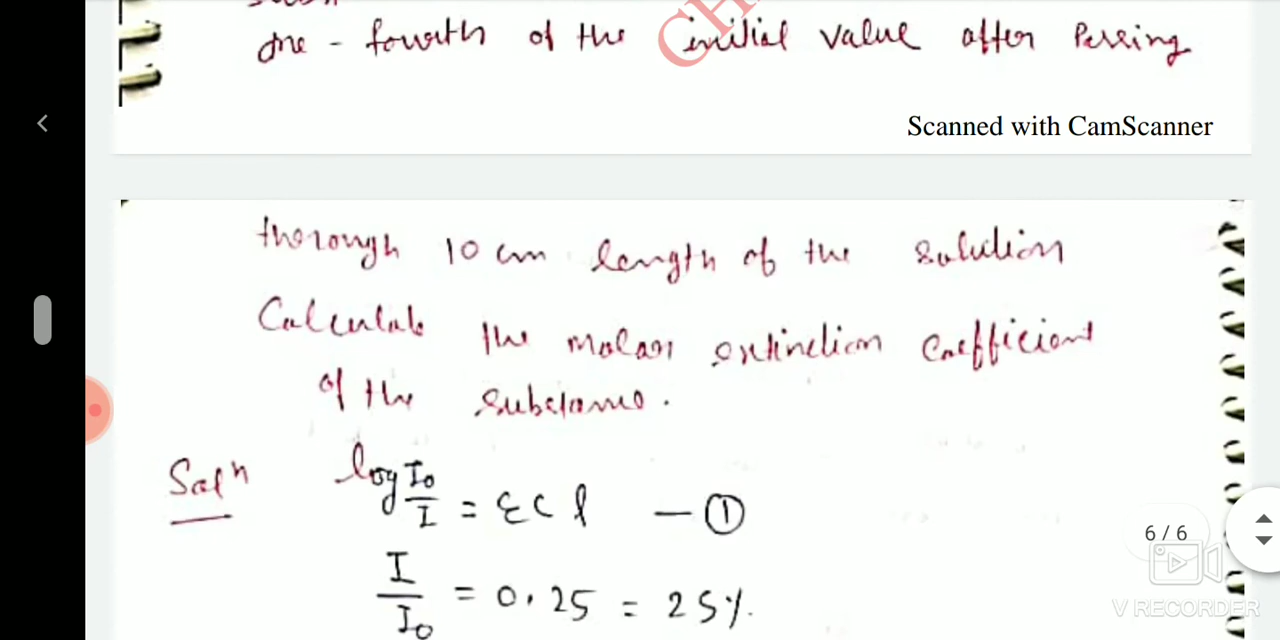 one - fourth of the initial value after Passing
Scanned with CamScanner
thorough 10 cm length of the solution
Calculate the molar extinction coefficient
of the substance.
Solⁿ log I₀/I = εcl — ①
I/I₀ = 0.25 = 25%.
6 / 6
V RECORDER